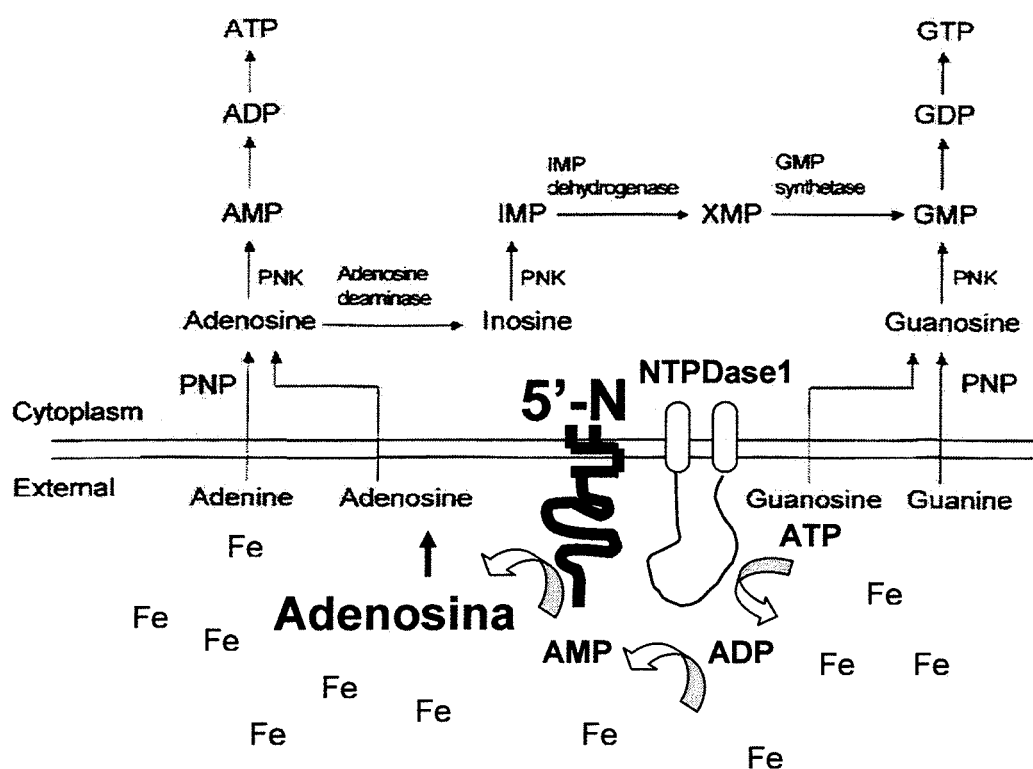 ATP
GTP
ADP
GDP
IMP
dehydrogenase
GMP
synthetase
AMP
IMP
XMP
GMP
PNK
Adenosine
deaminase
PNK
PNK
Adenosine
Inosine
Guanosine
PNP
5'-N
NTPDase1
PNP
Cytoplasm
External
Adenine
Adenosine
Guanosine
Guanine
Fe
ATP
Fe
Adenosina
Fe
Fe
AMP
ADP
Fe
Fe
Fe
Fe
Fe
Fe
Fe